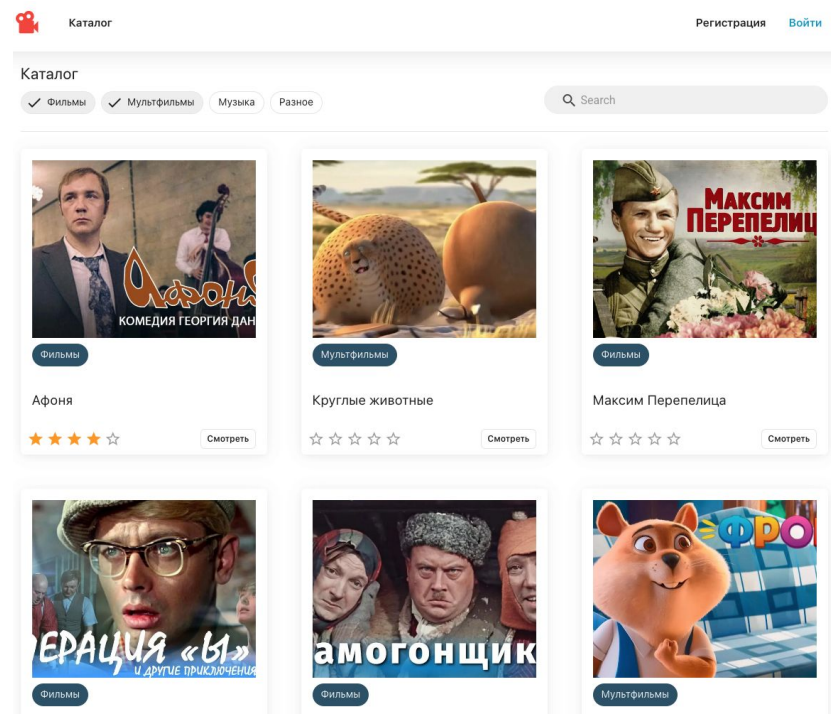 Каталог
Регистрация
Войти
Каталог
Фильмы
Мультфильмы
Музыка
Разное
Search
Афоня
КОМЕДИЯ ГЕОРГИЯ ДАН
МАКСИМ
ПЕРЕПЕЛИЦ
Фильмы
Мультфильмы
Фильмы
Афоня
Круглые животные
Максим Перепелица
Смотреть
Смотреть
Смотреть
ЕРАЦИЯ «Ы»
И ДРУГИЕ ПРИКЛЮЧЕНИЯ
амогонщик
ФРО
Фильмы
Фильмы
Мультфильмы